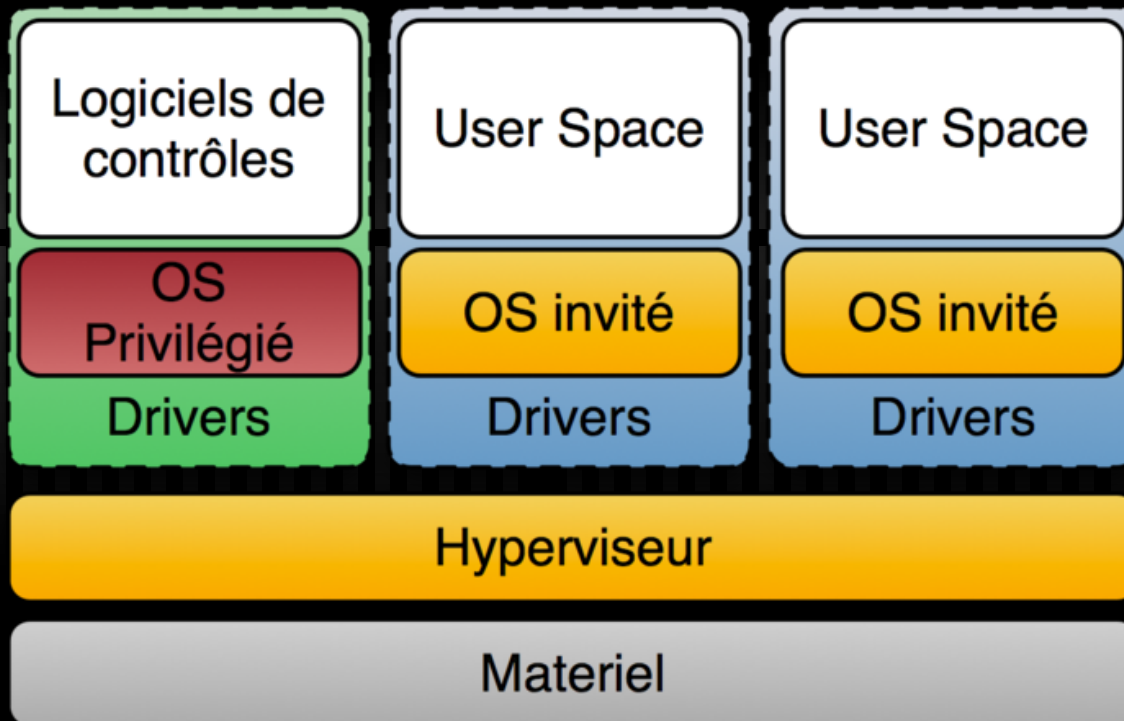 Logiciels de
contrôles
User Space
User Space
OS
Privilégié
OS invité
OS invité
Drivers
Drivers
Drivers
Hyperviseur
Materiel